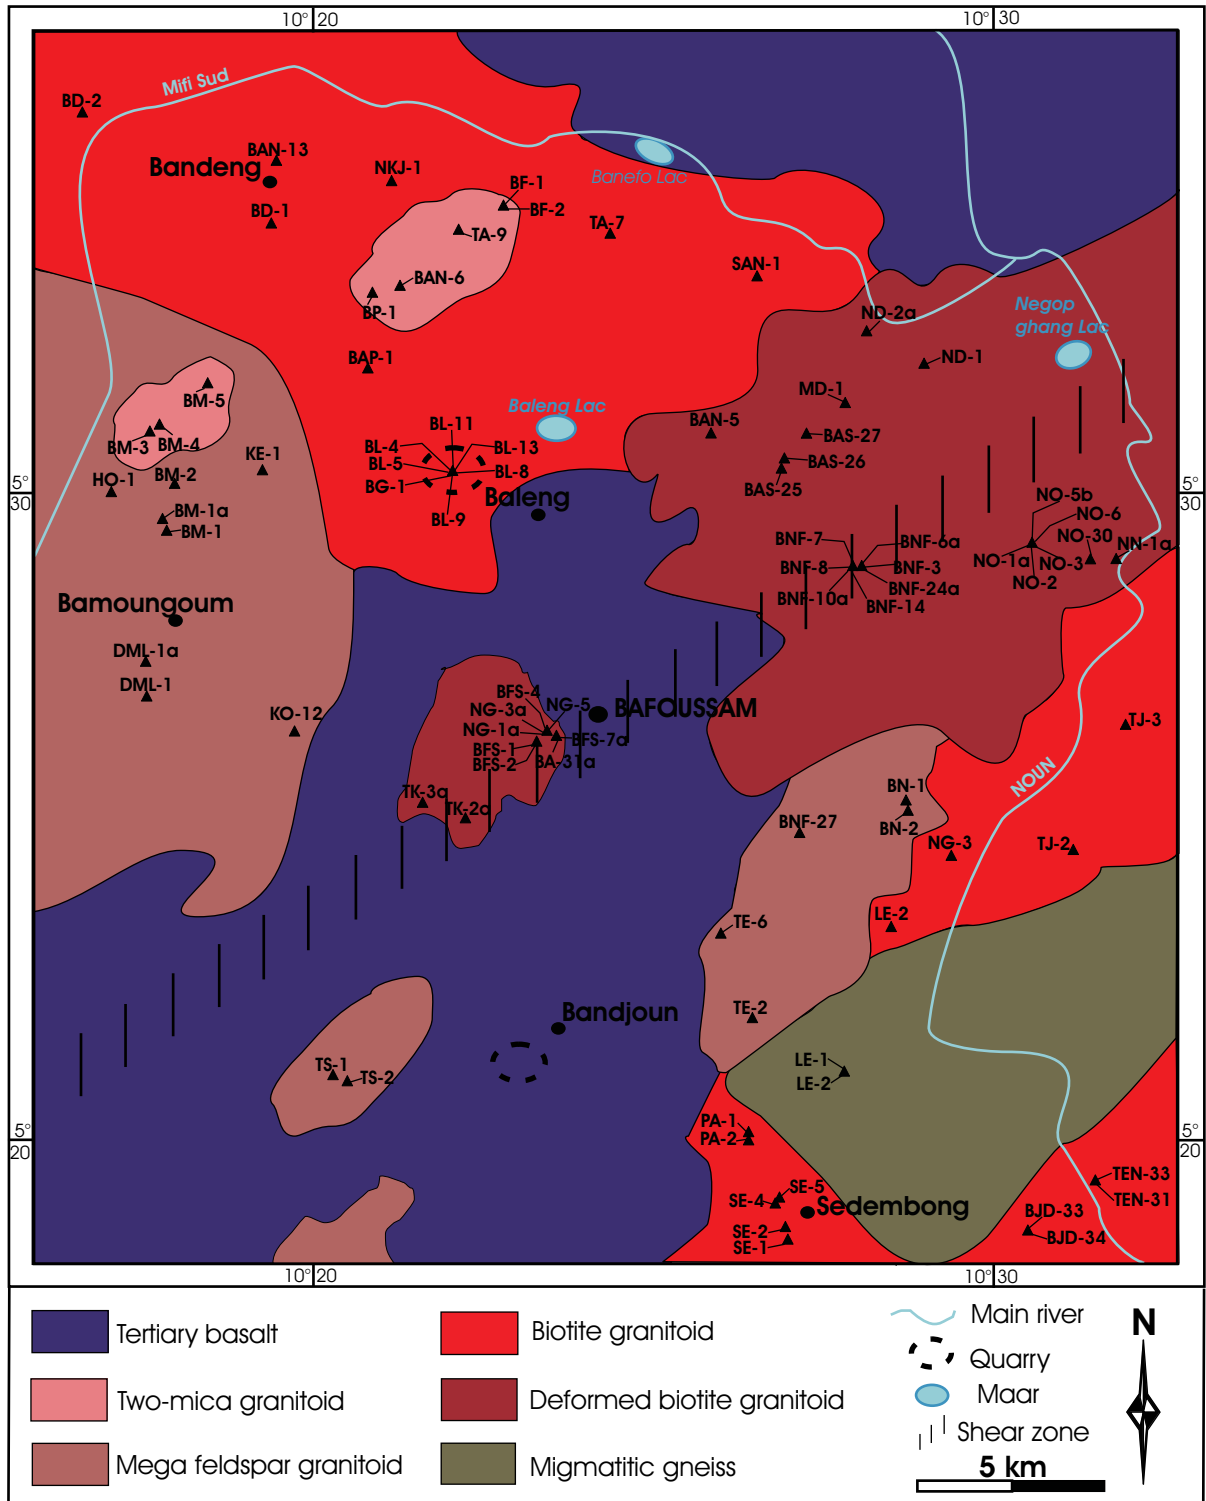 10° 20
10° 30
Mifi Sud
BD-2
BAN-13
Bandeng
NKJ-1
Banefo Lac
BF-1
BF-2
BD-1
TA-9
TA-7
SAN-1
BAN-6
BP-1
ND-2a
Negop
ghang Lac
BAP-1
ND-1
BM-5
MD-1
Baleng Lac
BL-11
BAN-5
BAS-27
BM-3
BM-4
BL-4
BL-13
KE-1
BL-5
BL-8
BAS-26
HO-1
BM-2
BG-1
BAS-25
5°
30
5°
30
Baleng
BL-9
NO-5b
NO-6
BM-1a
BM-1
NO-30
NN-1a
BNF-7
BNF-6a
NO-1a
NO-3
BNF-8
BNF-3
NO-2
BNF-24a
BNF-10a
BNF-14
Bamoungoum
DML-1a
DML-1
BFS-4
NG-5
NG-3a
BAFOUSSAM
KO-12
TJ-3
NG-1a
BFS-7a
BFS-1
BA-31a
BFS-2
NOUN
TK-3a
TK-2a
BN-1
BN-2
BNF-27
NG-3
TJ-2
TE-6
LE-2
Bandjoun
TE-2
TS-1
TS-2
LE-1
LE-2
PA-1
PA-2
5°
20
5°
20
TEN-33
TEN-31
SE-5
SE-4
Sedembong
BJD-33
BJD-34
SE-2
SE-1
10° 20
10° 30
Tertiary basalt
Biotite granitoid
Main river
N
Quarry
Two-mica granitoid
Deformed biotite granitoid
Maar
Shear zone
Mega feldspar granitoid
Migmatitic gneiss
5 km